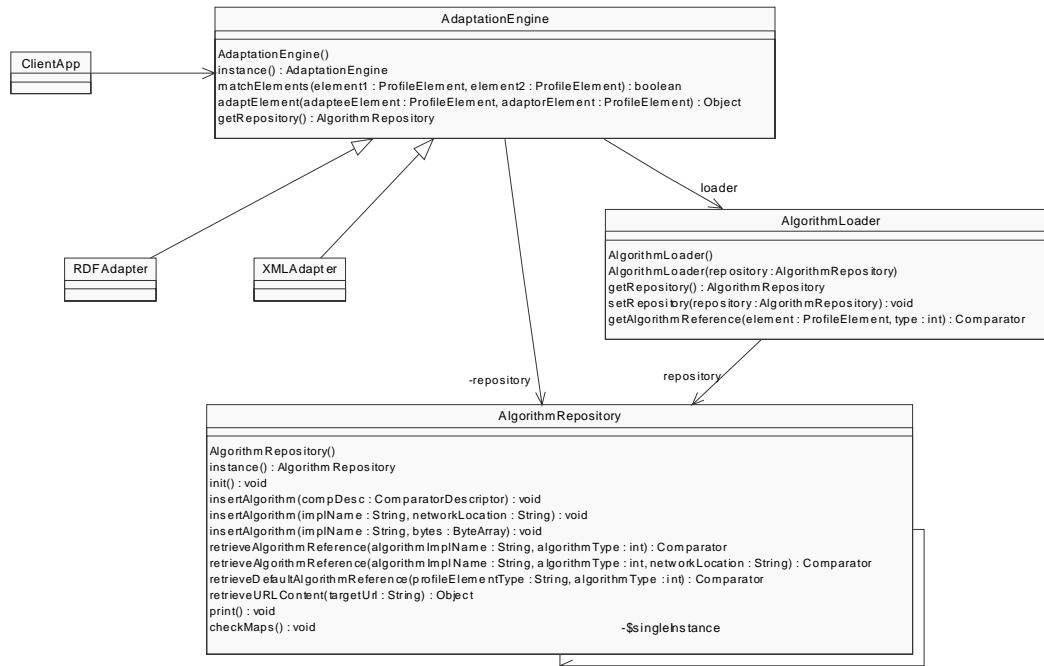 AdaptationEngine
AdaptationEngine()
instance() : AdaptationEngine
matchElements(element1 : ProfileElement, element2 : ProfileElement) : boolean
adaptElement(adapteeElement : ProfileElement, adaptorElement : ProfileElement) : Object
getRepository() : AlgorithmRepository
ClientApp
loader
AlgorithmLoader
AlgorithmLoader()
AlgorithmLoader(repository : AlgorithmRepository)
getRepository() : AlgorithmRepository
setRepository(repository : AlgorithmRepository) : void
getAlgorithmReference(element : ProfileElement, type : int) : Comparator
RDFAdapter
XMLAdapter
-repository
repository
AlgorithmRepository
AlgorithmRepository()
instance() : AlgorithmRepository
init() : void
insertAlgorithm(compDesc : ComparatorDescriptor) : void
insertAlgorithm(implName : String, networkLocation : String) : void
insertAlgorithm(implName : String, bytes : ByteArray) : void
retrieveAlgorithmReference(algorithmImplName : String, algorithmType : int) : Comparator
retrieveAlgorithmReference(algorithmImplName : String, algorithmType : int, networkLocation : String) : Comparator
retrieveDefaultAlgorithmReference(profileElementType : String, algorithmType : int) : Comparator
retrieveURLContent(targetUrl : String) : Object
print() : void
checkMaps() : void
-$singleInstance